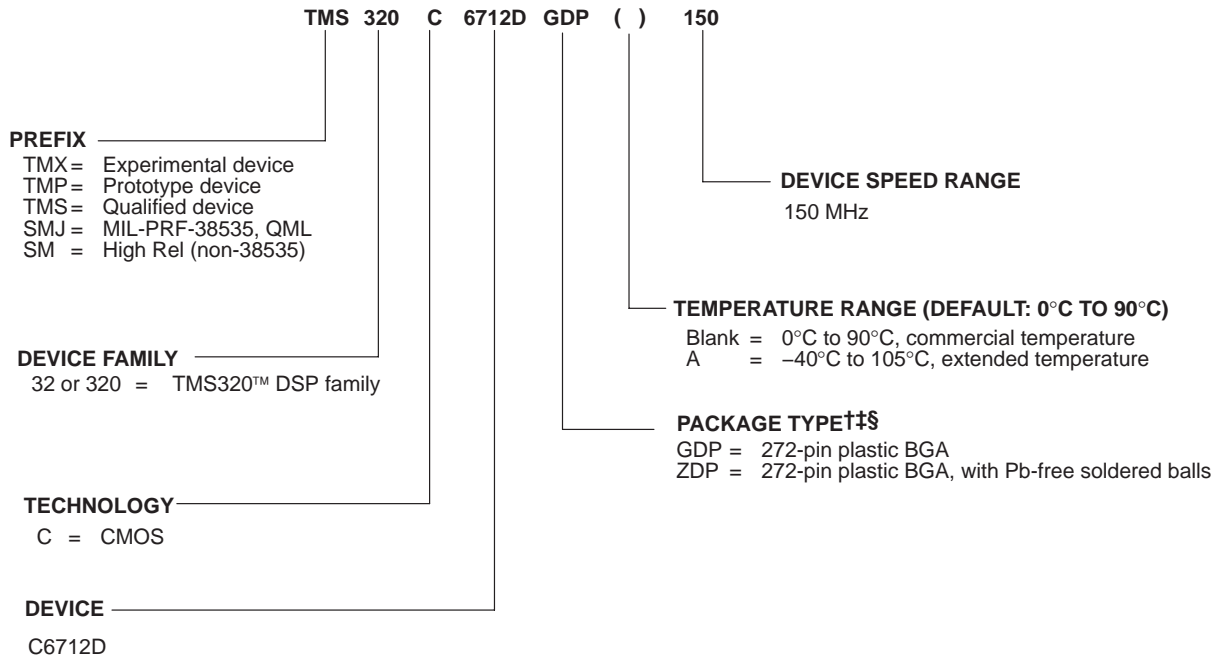 TMS 320 C 6712D GDP ( ) 150
PREFIX
TMX = Experimental device
TMP = Prototype device
TMS = Qualified device
SMJ = MIL-PRF-38535, QML
SM = High Rel (non-38535)
DEVICE SPEED RANGE
150 MHz
TEMPERATURE RANGE (DEFAULT: 0°C TO 90°C)
Blank = 0°C to 90°C, commercial temperature
A = −40°C to 105°C, extended temperature
DEVICE FAMILY
32 or 320 = TMS320™ DSP family
PACKAGE TYPE†‡§
GDP = 272-pin plastic BGA
ZDP = 272-pin plastic BGA, with Pb-free soldered balls
TECHNOLOGY
C = CMOS
DEVICE
C6712D